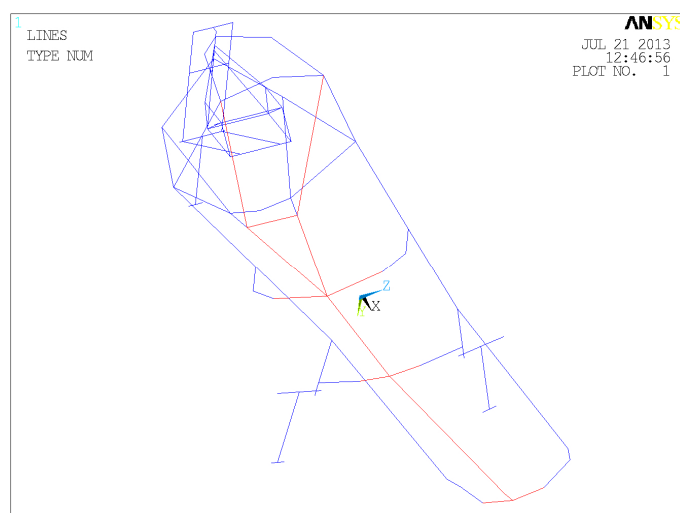 1
LINES
TYPE NUM
ANSYS
JUL 21 2013
12:46:56
PLOT NO. 1
Z
X